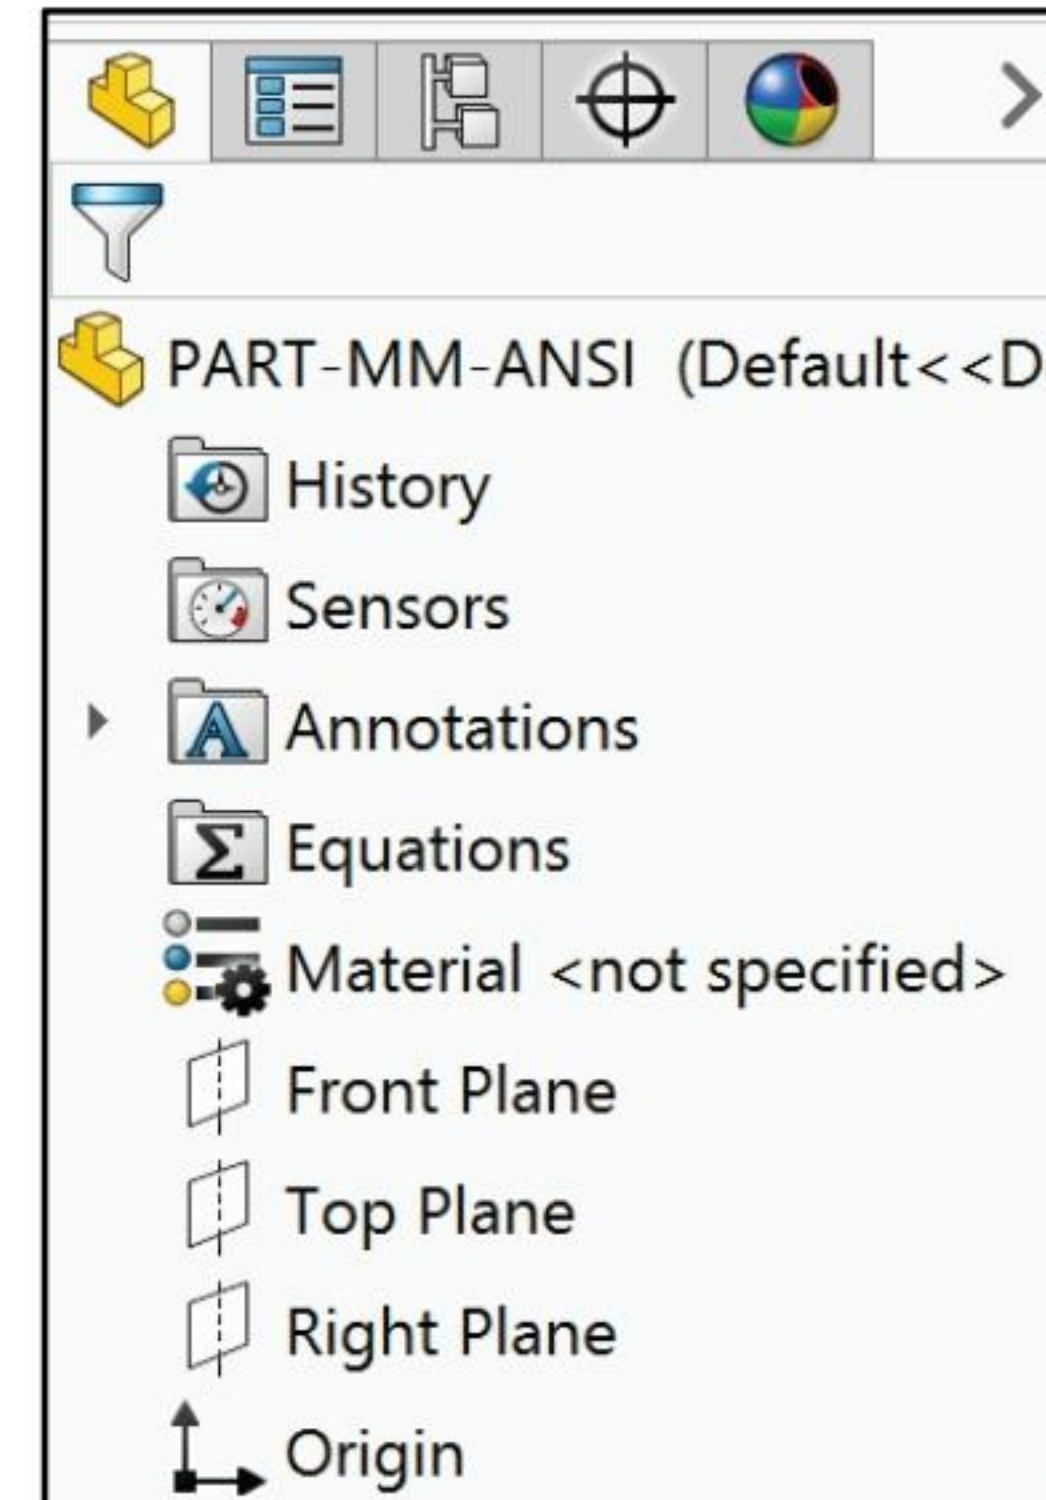 PART-MM-ANSI (Default<<D
History
Sensors
Annotations
Equations
Material <not specified>
Front Plane
Top Plane
Right Plane
Origin